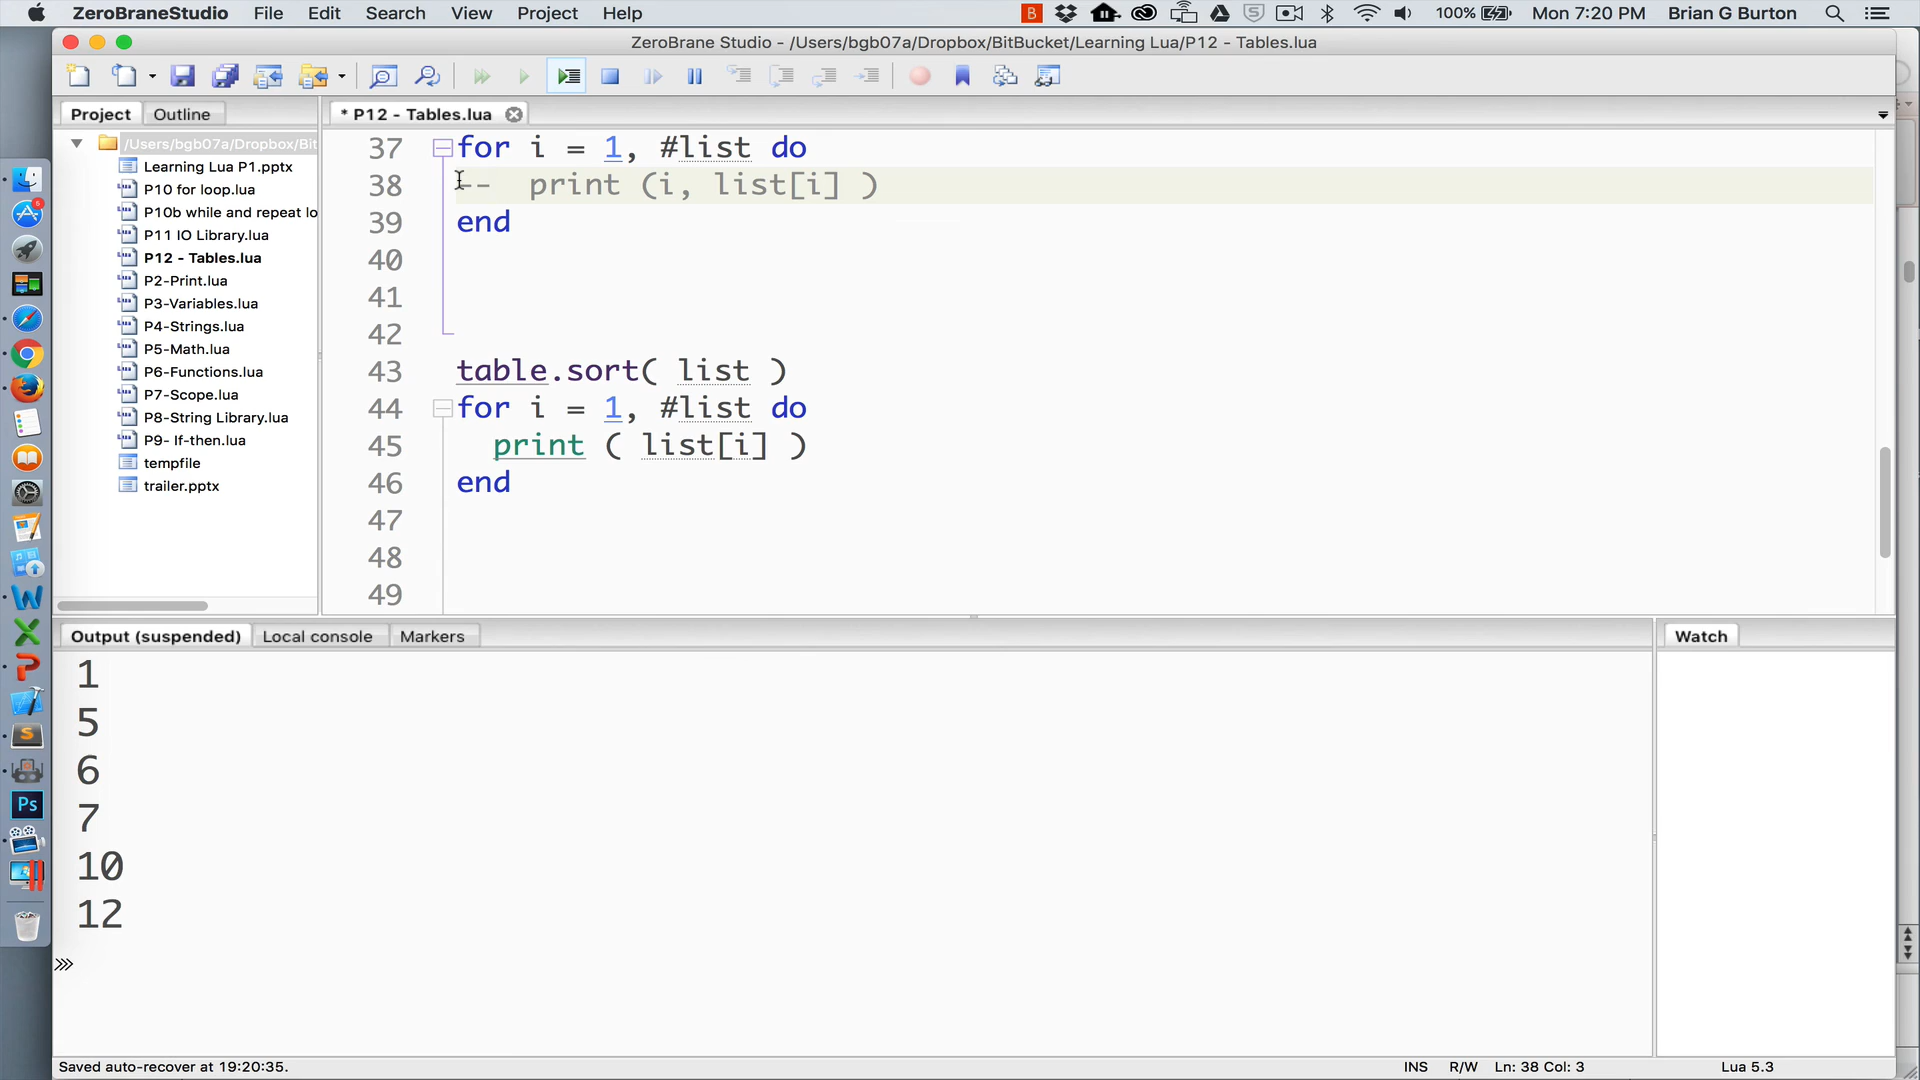 ZeroBraneStudio File Edit Search View Project Help 100% Mon 7:20 PM Brian G Burton
ZeroBrane Studio - /Users/bgb07a/Dropbox/BitBucket/Learning Lua/P12 - Tables.lua
Project Outline
* P12 - Tables.lua
/Users/bgb07a/Dropbox/Bit
Learning Lua P1.pptx
P10 for loop.lua
P10b while and repeat lo
P11 IO Library.lua
P12 - Tables.lua
P2-Print.lua
P3-Variables.lua
P4-Strings.lua
P5-Math.lua
P6-Functions.lua
P7-Scope.lua
P8-String Library.lua
P9- If-then.lua
tempfile
trailer.pptx
37 for i = 1, #list do
38 --  print (i, list[i] )
39 end
40
41
42
43 table.sort( list )
44 for i = 1, #list do
45   print ( list[i] )
46 end
47
48
49
Output (suspended) Local console Markers
Watch
1
5
6
7
10
12
Saved auto-recover at 19:20:35. INS R/W Ln: 38 Col: 3 Lua 5.3